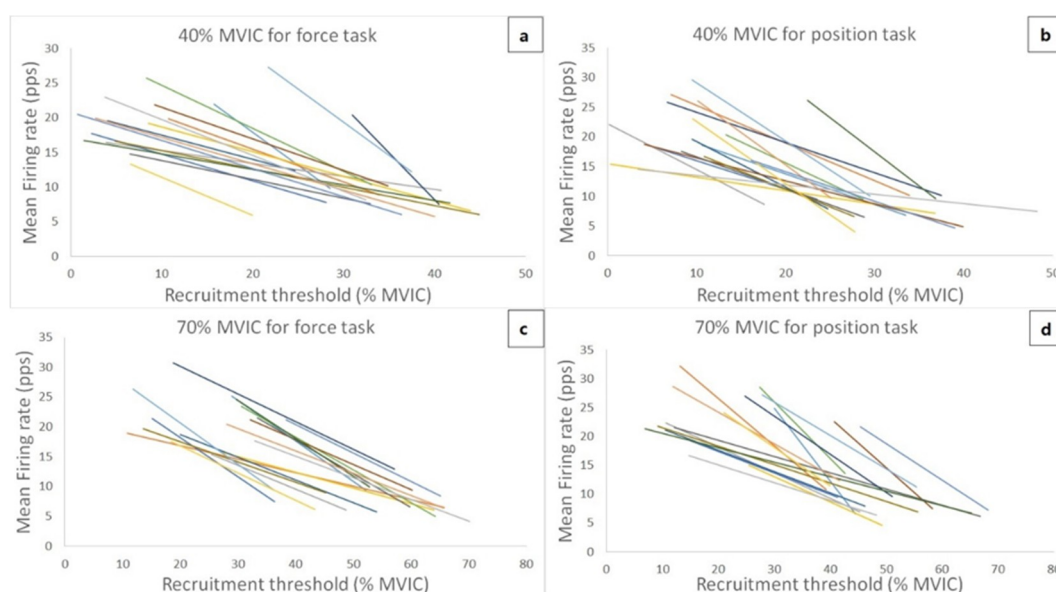 40% MVIC for force task
a
Mean Firing rate (pps)
30
25
20
15
10
5
0
0 10 20 30 40 50
Recruitment threshold (% MVIC)
40% MVIC for position task
b
Mean Firing rate (pps)
35
30
25
20
15
10
5
0
0 10 20 30 40 50
Recruitment threshold (% MVIC)
70% MVIC for force task
c
Mean Firing rate (pps)
35
30
25
20
15
10
5
0
0 10 20 30 40 50 60 70 80
Recruitment threshold (% MVIC)
70% MVIC for position task
d
Mean Firing rate (pps)
35
30
25
20
15
10
5
0
0 10 20 30 40 50 60 70 80
Recruitment threshold (% MVIC)